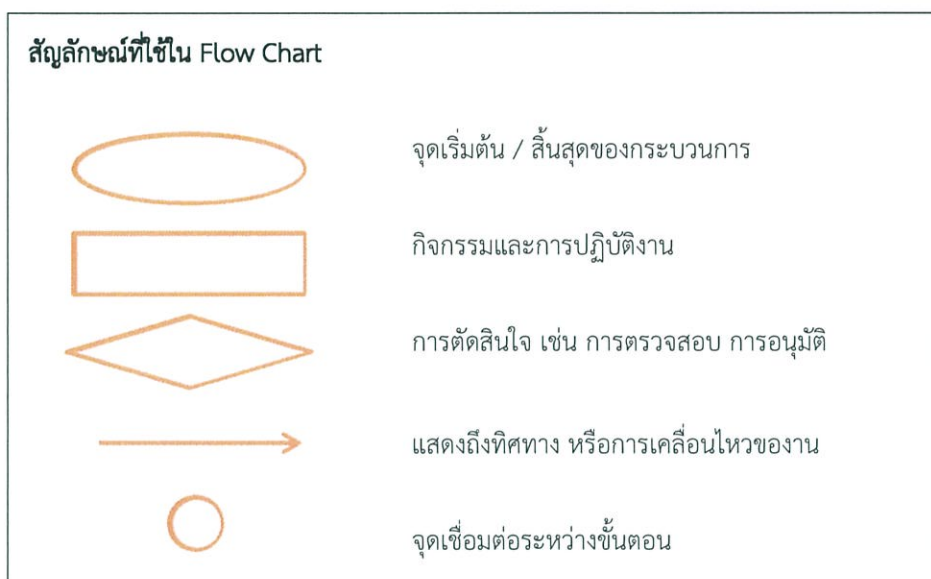 สัญลักษณ์ที่ใช้ใน Flow Chart
จุดเริ่มต้น / สิ้นสุดของกระบวนการ
กิจกรรมและการปฏิบัติงาน
การตัดสินใจ เช่น การตรวจสอบ การอนุมัติ
แสดงถึงทิศทาง หรือการเคลื่อนไหวของงาน
จุดเชื่อมต่อระหว่างขั้นตอน